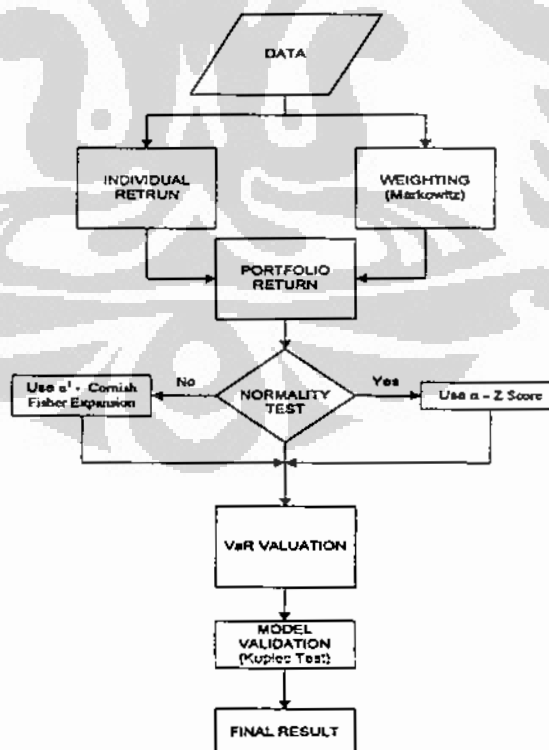 DATA
INDIVIDUAL
RETRUN
WEIGHTING
(Markowitz)
PORTFOLIO
RETURN
Use α¹ - Cornish
Fisher Expansion
No
NORMALITY
TEST
Yes
Use α - Z Score
VaR VALUATION
MODEL
VALIDATION
(Kupiec Test)
FINAL RESULT